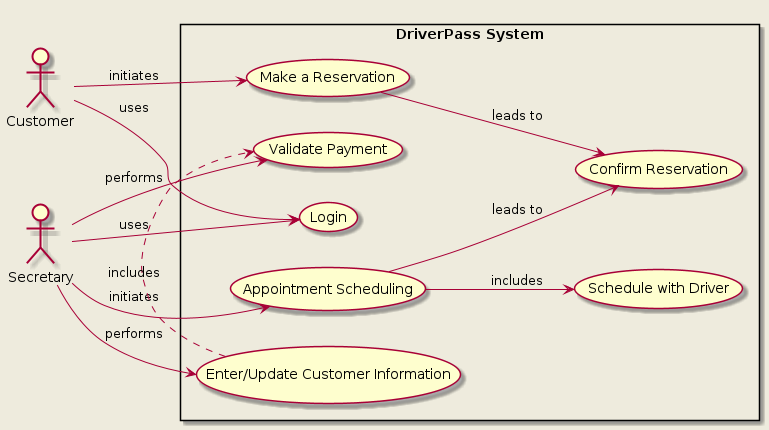 DriverPass System
initiates
Make a Reservation
Customer
uses
leads to
Validate Payment
Confirm Reservation
performs
leads to
Login
uses
Secretary
includes
includes
Appointment Scheduling
Schedule with Driver
initiates
performs
Enter/Update Customer Information